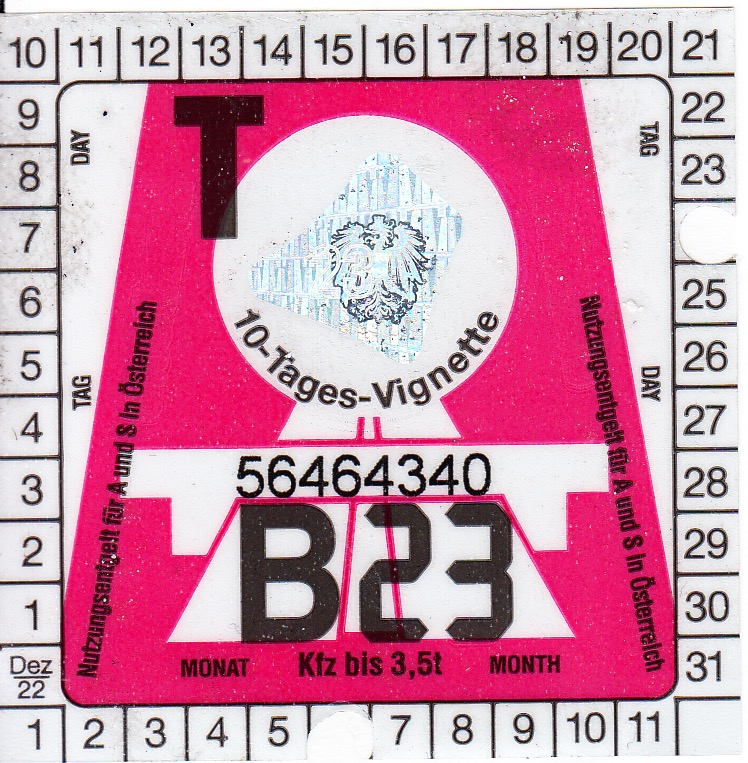 10 11 12 13 14 15 16 17 18 19 20 21
9
8
7
6
5
4
3
2
1
Dez
22
22
23
25
26
27
28
29
30
31
DAY
TAG
TAG
DAY
T
10-Tages-Vignette
Nutzungsentgelt für A und S in Österreich
Nutzungsentgelt für A und S in Österreich
56464340
B23
MONAT Kfz bis 3,5t MONTH
1 2 3 4 5 7 8 9 10 11